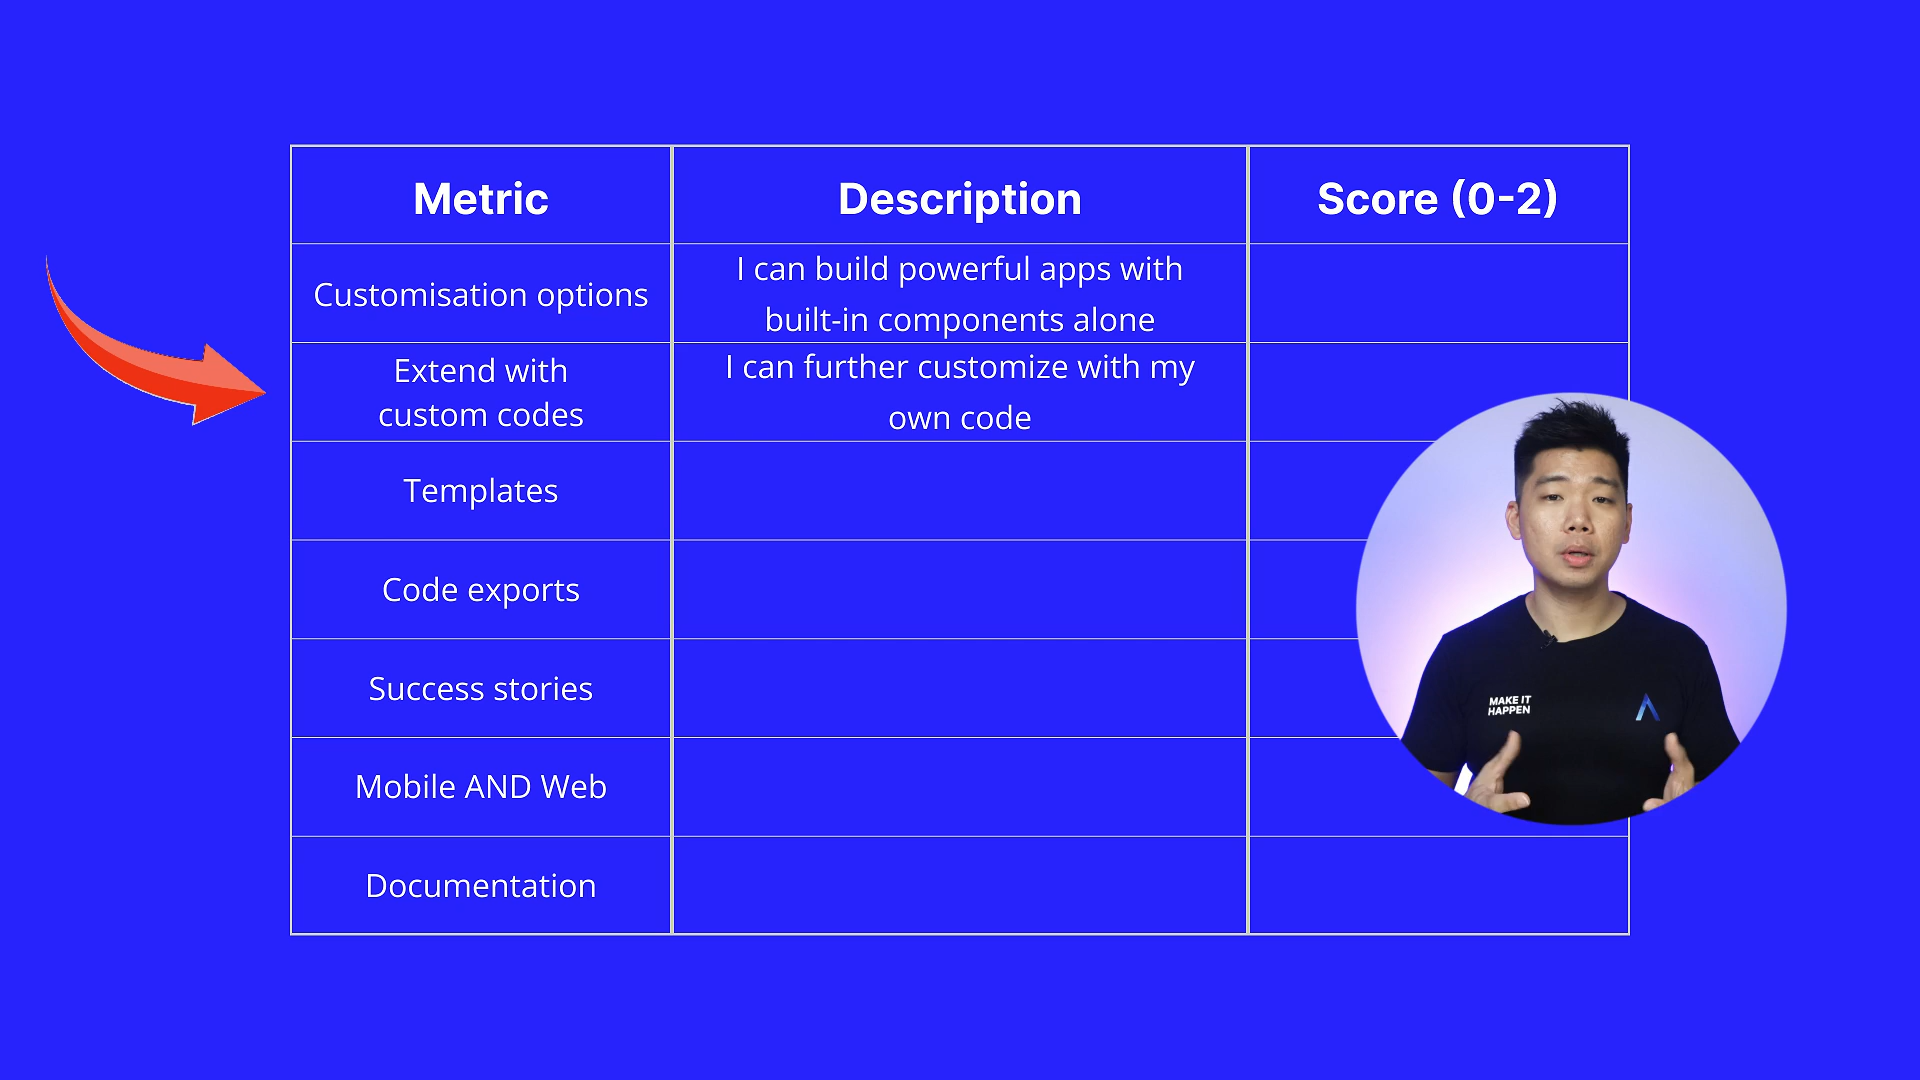 Metric
Description
Score (0-2)
Customisation options
I can build powerful apps with
built-in components alone
Extend with
custom codes
I can further customize with my
own code
Templates
Code exports
Success stories
Mobile AND Web
Documentation
MAKE IT
HAPPEN